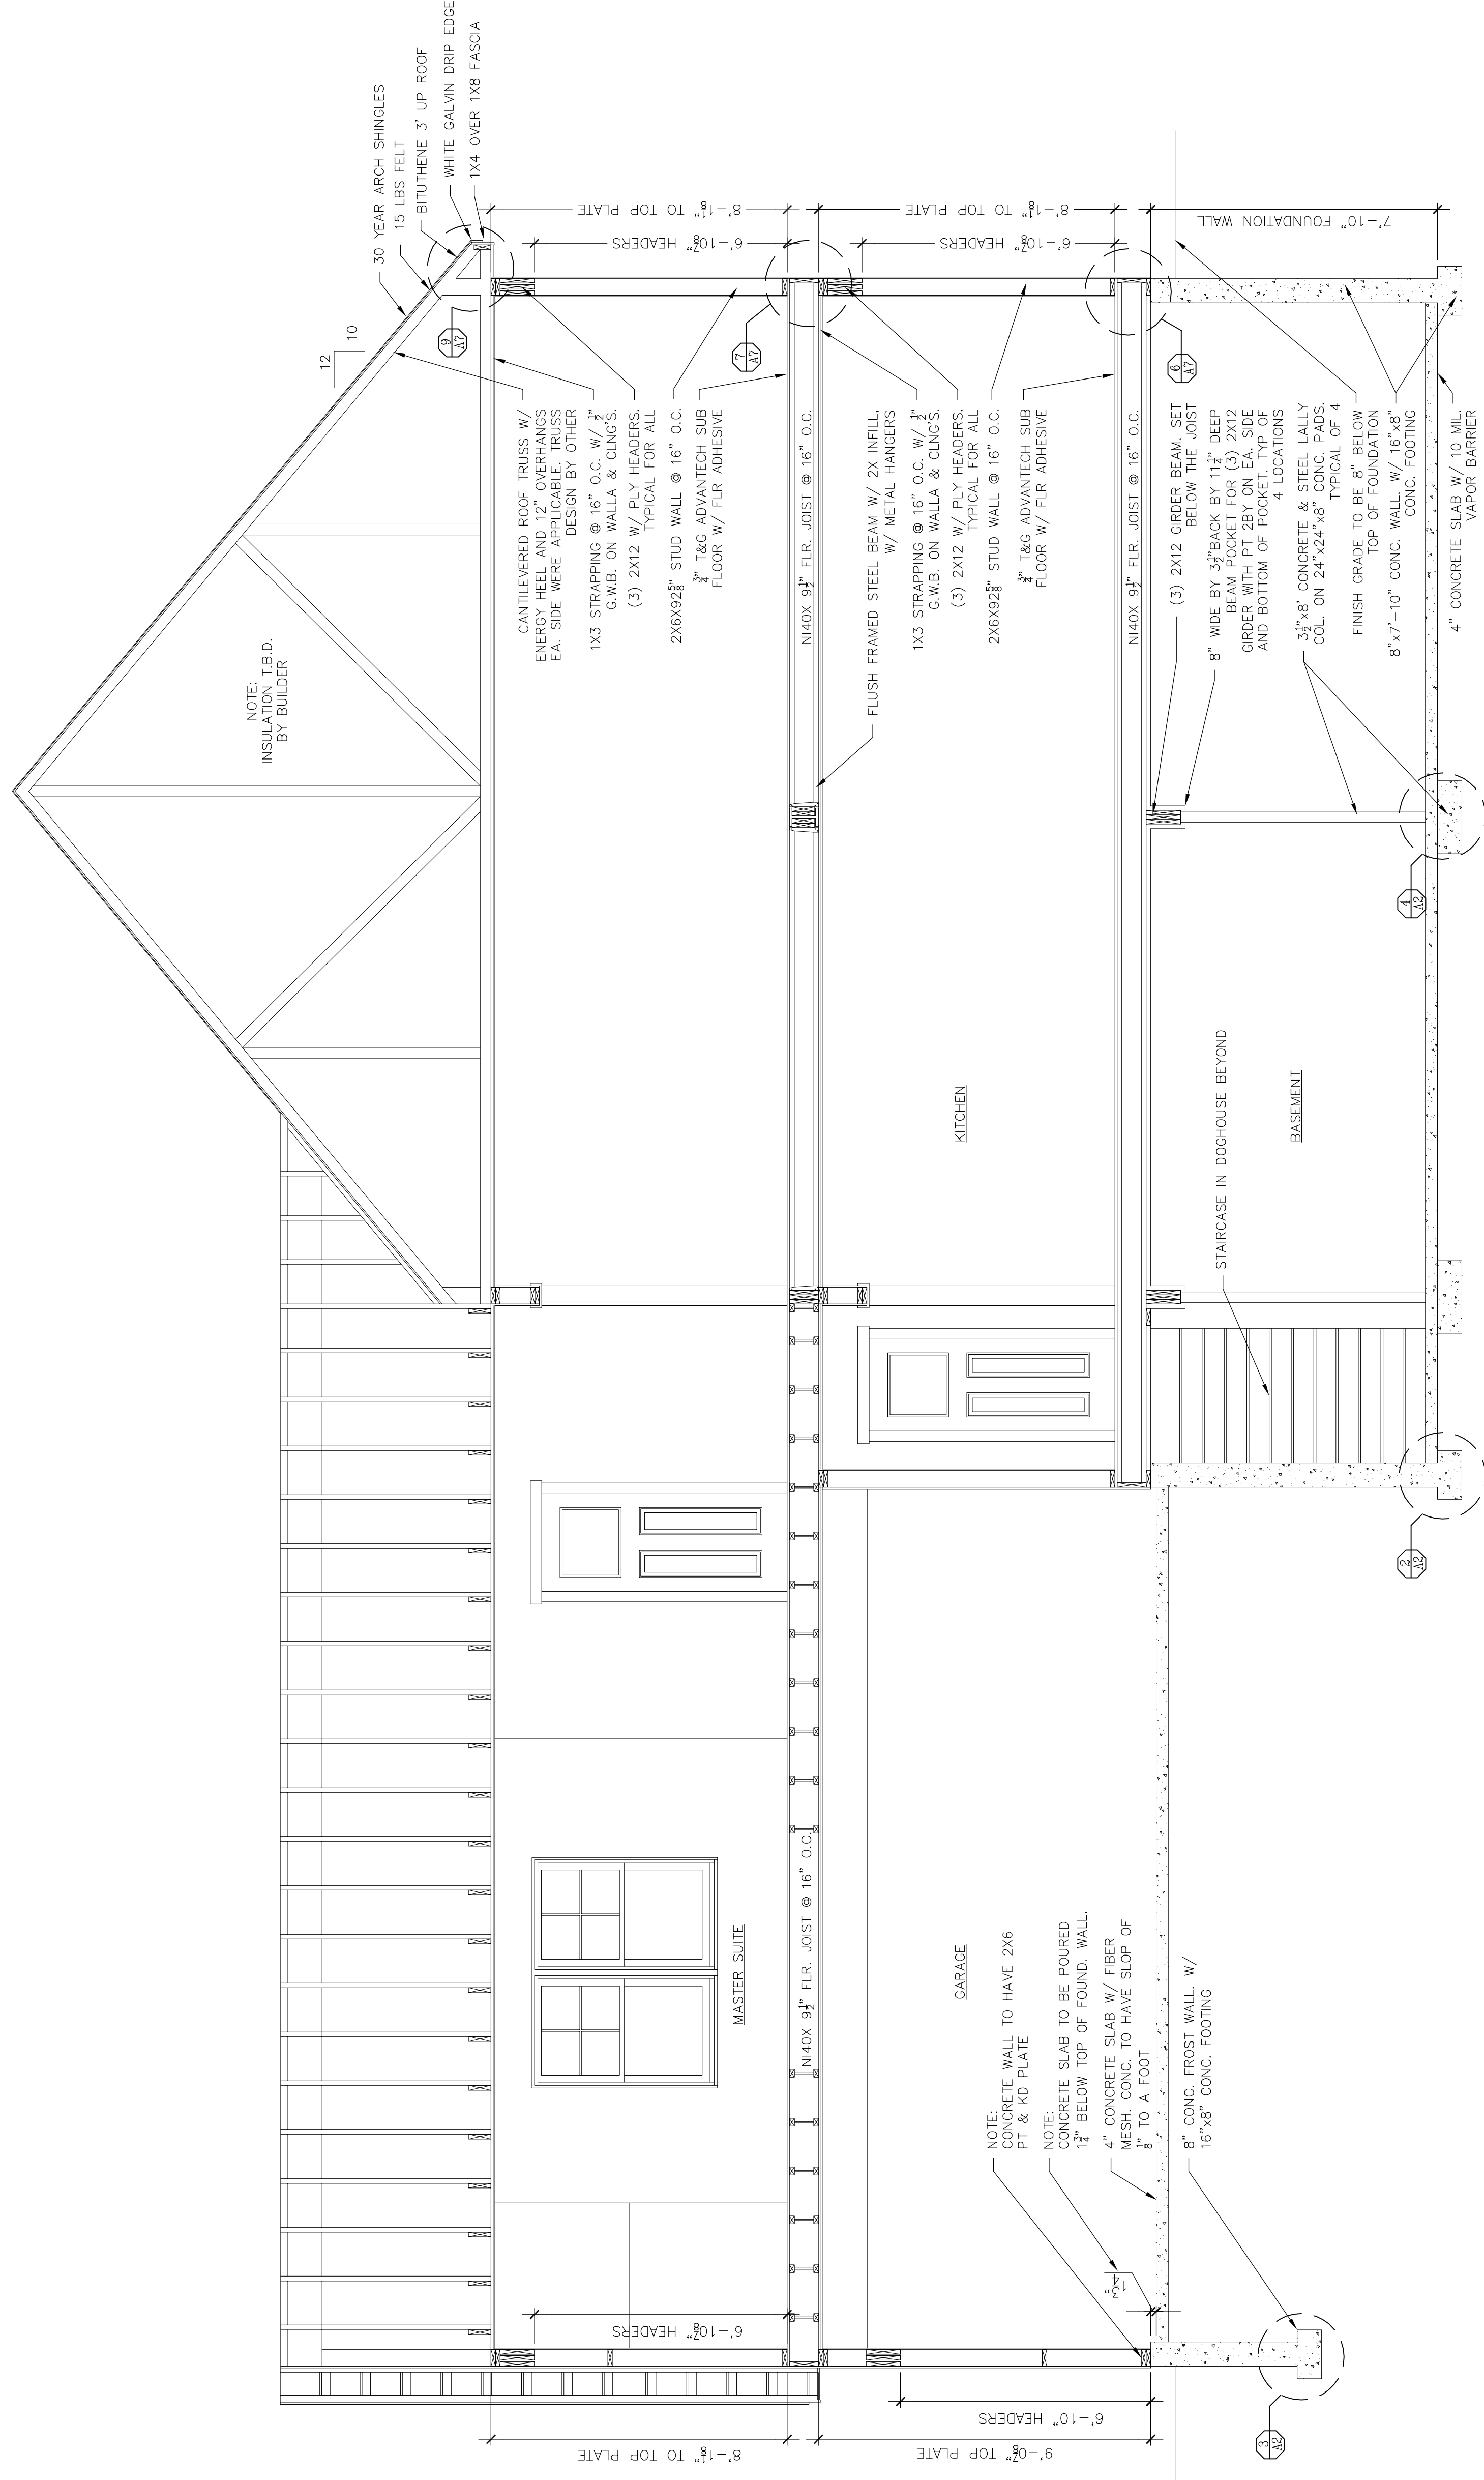 30 YEAR ARCH SHINGLES
15 LBS FELT
BITUTHENE 3' UP ROOF
WHITE GALVIN DRIP EDGE
1X4 OVER 1X8 FASCIA
12
10
NOTE:
INSULATION T.B.D.
BY BUILDER
9
A7
CANTILEVERED ROOF TRUSS W/
ENERGY HEEL AND 12" OVERHANGS
EA. SIDE WERE APPLICABLE. TRUSS
DESIGN BY OTHER
1X3 STRAPPING @ 16" O.C. W/ 1/2"
G.W.B. ON WALLA & CLNG'S.
(3) 2X12 W/ PLY HEADERS.
TYPICAL FOR ALL
2X6X92 5/8" STUD WALL @ 16" O.C.
3/4" T&G ADVANTECH SUB
FLOOR W/ FLR ADHESIVE
8'-1 1/8" TO TOP PLATE
6'-10 7/8" HEADERS
7
A7
NI40X 9 1/2" FLR. JOIST @ 16" O.C.
FLUSH FRAMED STEEL BEAM W/ 2X INFILL,
W/ METAL HANGERS
1X3 STRAPPING @ 16" O.C. W/ 1/2"
G.W.B. ON WALLA & CLNG'S.
(3) 2X12 W/ PLY HEADERS.
TYPICAL FOR ALL
2X6X92 5/8" STUD WALL @ 16" O.C.
3/4" T&G ADVANTECH SUB
FLOOR W/ FLR ADHESIVE
8'-1 1/8" TO TOP PLATE
6'-10 7/8" HEADERS
KITCHEN
NI40X 9 1/2" FLR. JOIST @ 16" O.C.
6
A7
(3) 2X12 GIRDER BEAM. SET
BELOW THE JOIST
8" WIDE BY 3 1/2"BACK BY 11 1/4" DEEP
BEAM POCKET FOR (3) 2X12
GIRDER WITH PT 2BY ON EA. SIDE
AND BOTTOM OF POCKET. TYP OF
4 LOCATIONS
3 1/2"x8' CONCRETE & STEEL LALLY
COL. ON 24"x24"x8" CONC. PADS.
TYPICAL OF 4
FINISH GRADE TO BE 8" BELOW
TOP OF FOUNDATION
8"x7'-10" CONC. WALL. W/ 16"x8"
CONC. FOOTING
4" CONCRETE SLAB W/ 10 MIL.
VAPOR BARRIER
7'-10" FOUNDATION WALL
STAIRCASE IN DOGHOUSE BEYOND
BASEMENT
4
A2
2
A2
MASTER SUITE
NI40X 9 1/2" FLR. JOIST @ 16" O.C.
GARAGE
NOTE:
CONCRETE WALL TO HAVE 2X6
PT & KD PLATE
NOTE:
CONCRETE SLAB TO BE POURED
1 3/4" BELOW TOP OF FOUND. WALL.
4" CONCRETE SLAB W/ FIBER
MESH. CONC. TO HAVE SLOP OF
1/8" TO A FOOT
8" CONC. FROST WALL. W/
16"x8" CONC. FOOTING
1 3/4"
6'-10 7/8" HEADERS
8'-1 1/8" TO TOP PLATE
6'-10" HEADERS
9'-0 7/8" TOP PLATE
3
A2